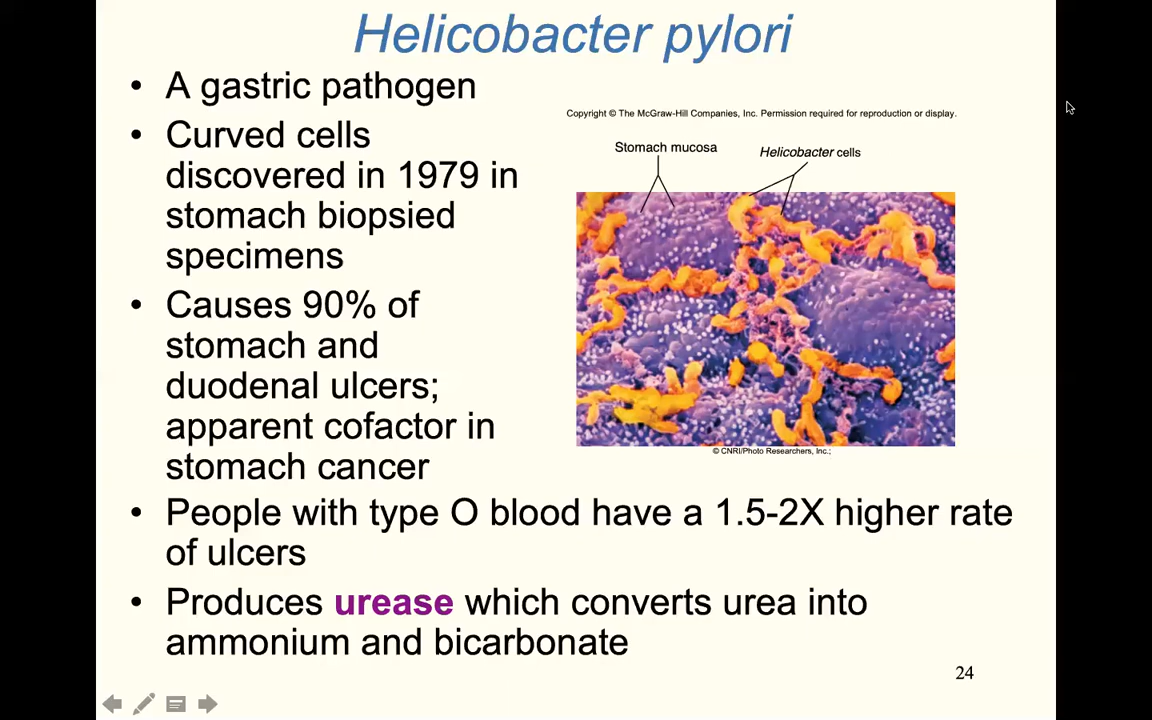 Helicobacter pylori
• A gastric pathogen
• Curved cells
discovered in 1979 in
stomach biopsied
specimens
• Causes 90% of
stomach and
duodenal ulcers;
apparent cofactor in
stomach cancer
Copyright © The McGraw-Hill Companies, Inc. Permission required for reproduction or display.
Stomach mucosa
Helicobacter cells
© CNRI/Photo Researchers, Inc.;
• People with type O blood have a 1.5-2X higher rate
of ulcers
• Produces urease which converts urea into
ammonium and bicarbonate
24